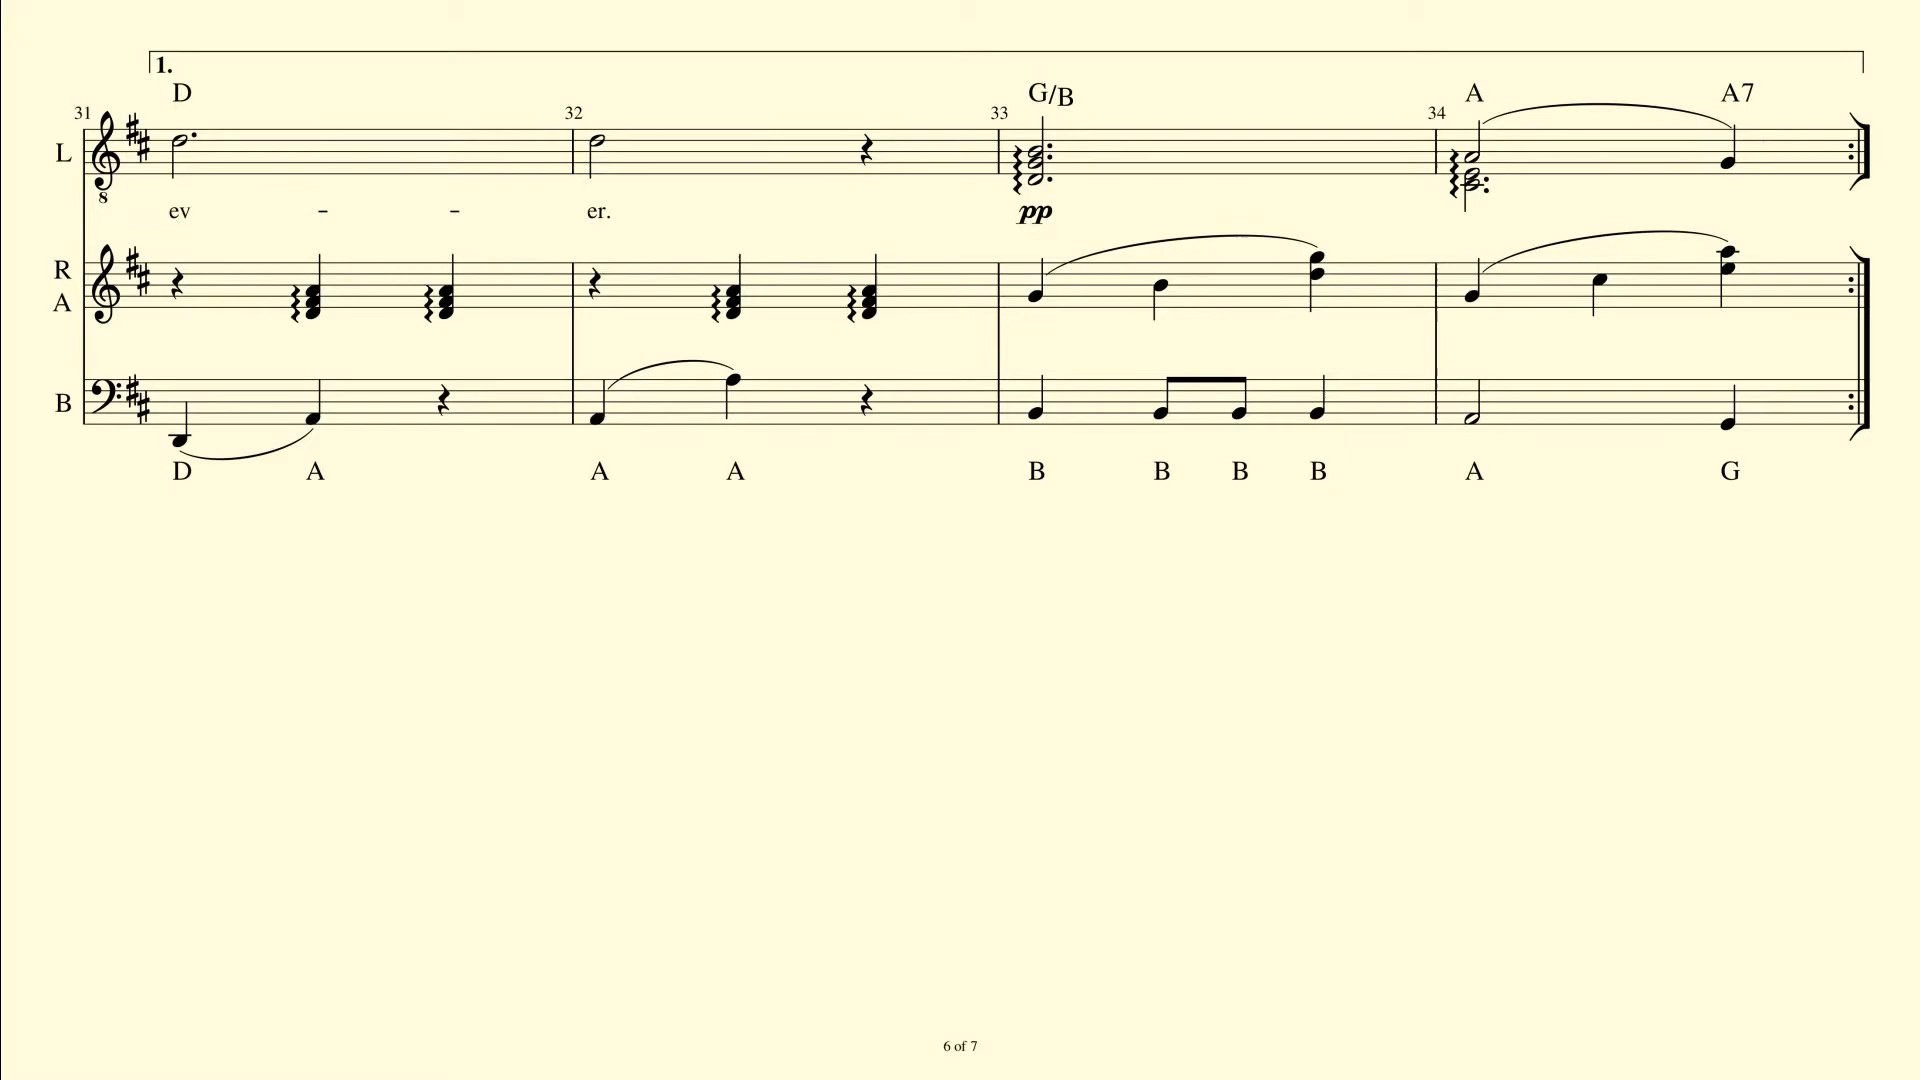 1.
D G/B A A7
31 32 33 34
L
8
ev - - er. pp
R
A
B
D A A A B B B B A G
6 of 7